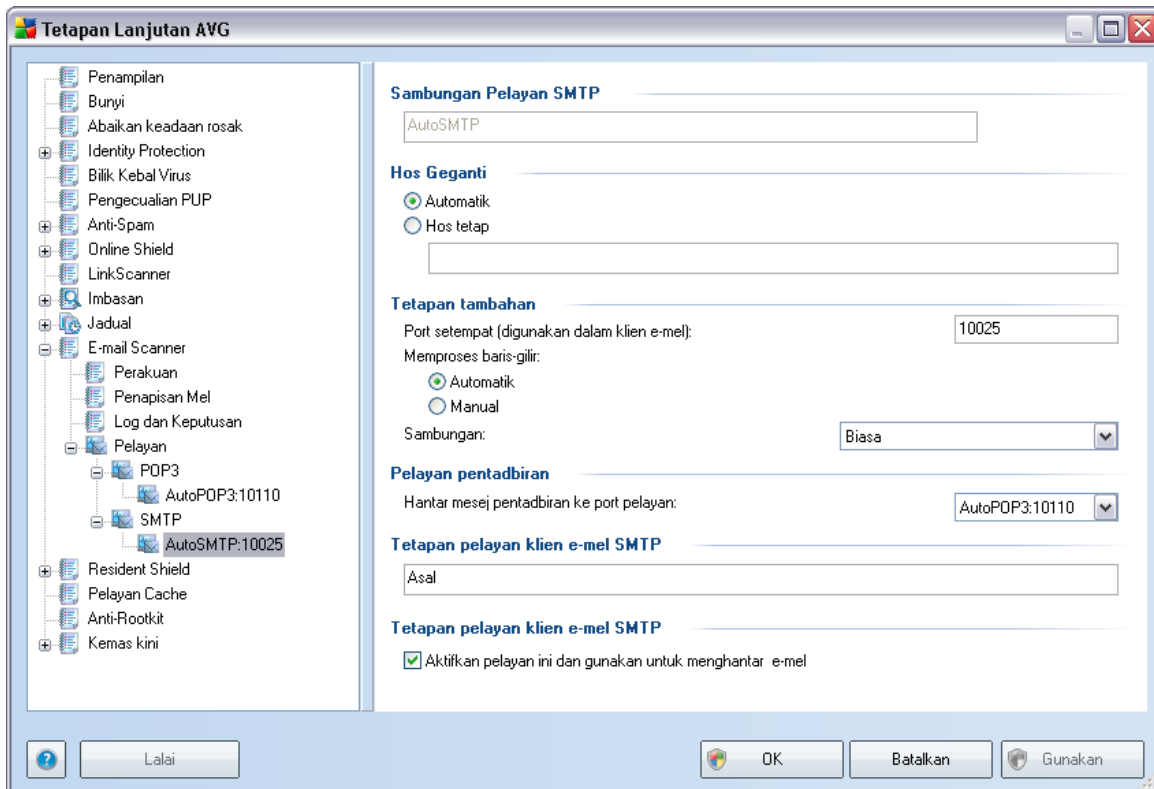 Tetapan Lanjutan AVG
Penampilan
Bunyi
Abaikan keadaan rosak
Identity Protection
Bilik Kebal Virus
Pengecualian PUP
Anti-Spam
Online Shield
LinkScanner
Imbasan
Jadual
E-mail Scanner
Perakuan
Penapisan Mel
Log dan Keputusan
Pelayan
POP3
AutoPOP3:10110
SMTP
AutoSMTP:10025
Resident Shield
Pelayan Cache
Anti-Rootkit
Kemas kini
Sambungan Pelayan SMTP
AutoSMTP
Hos Geganti
Automatik
Hos tetap
Tetapan tambahan
Port setempat (digunakan dalam klien e-mel): 10025
Memproses baris-gilir:
Automatik
Manual
Sambungan: Biasa
Pelayan pentadbiran
Hantar mesej pentadbiran ke port pelayan: AutoPOP3:10110
Tetapan pelayan klien e-mel SMTP
Asal
Tetapan pelayan klien e-mel SMTP
Aktifkan pelayan ini dan gunakan untuk menghantar e-mel
? Lalai OK Batalkan Gunakan